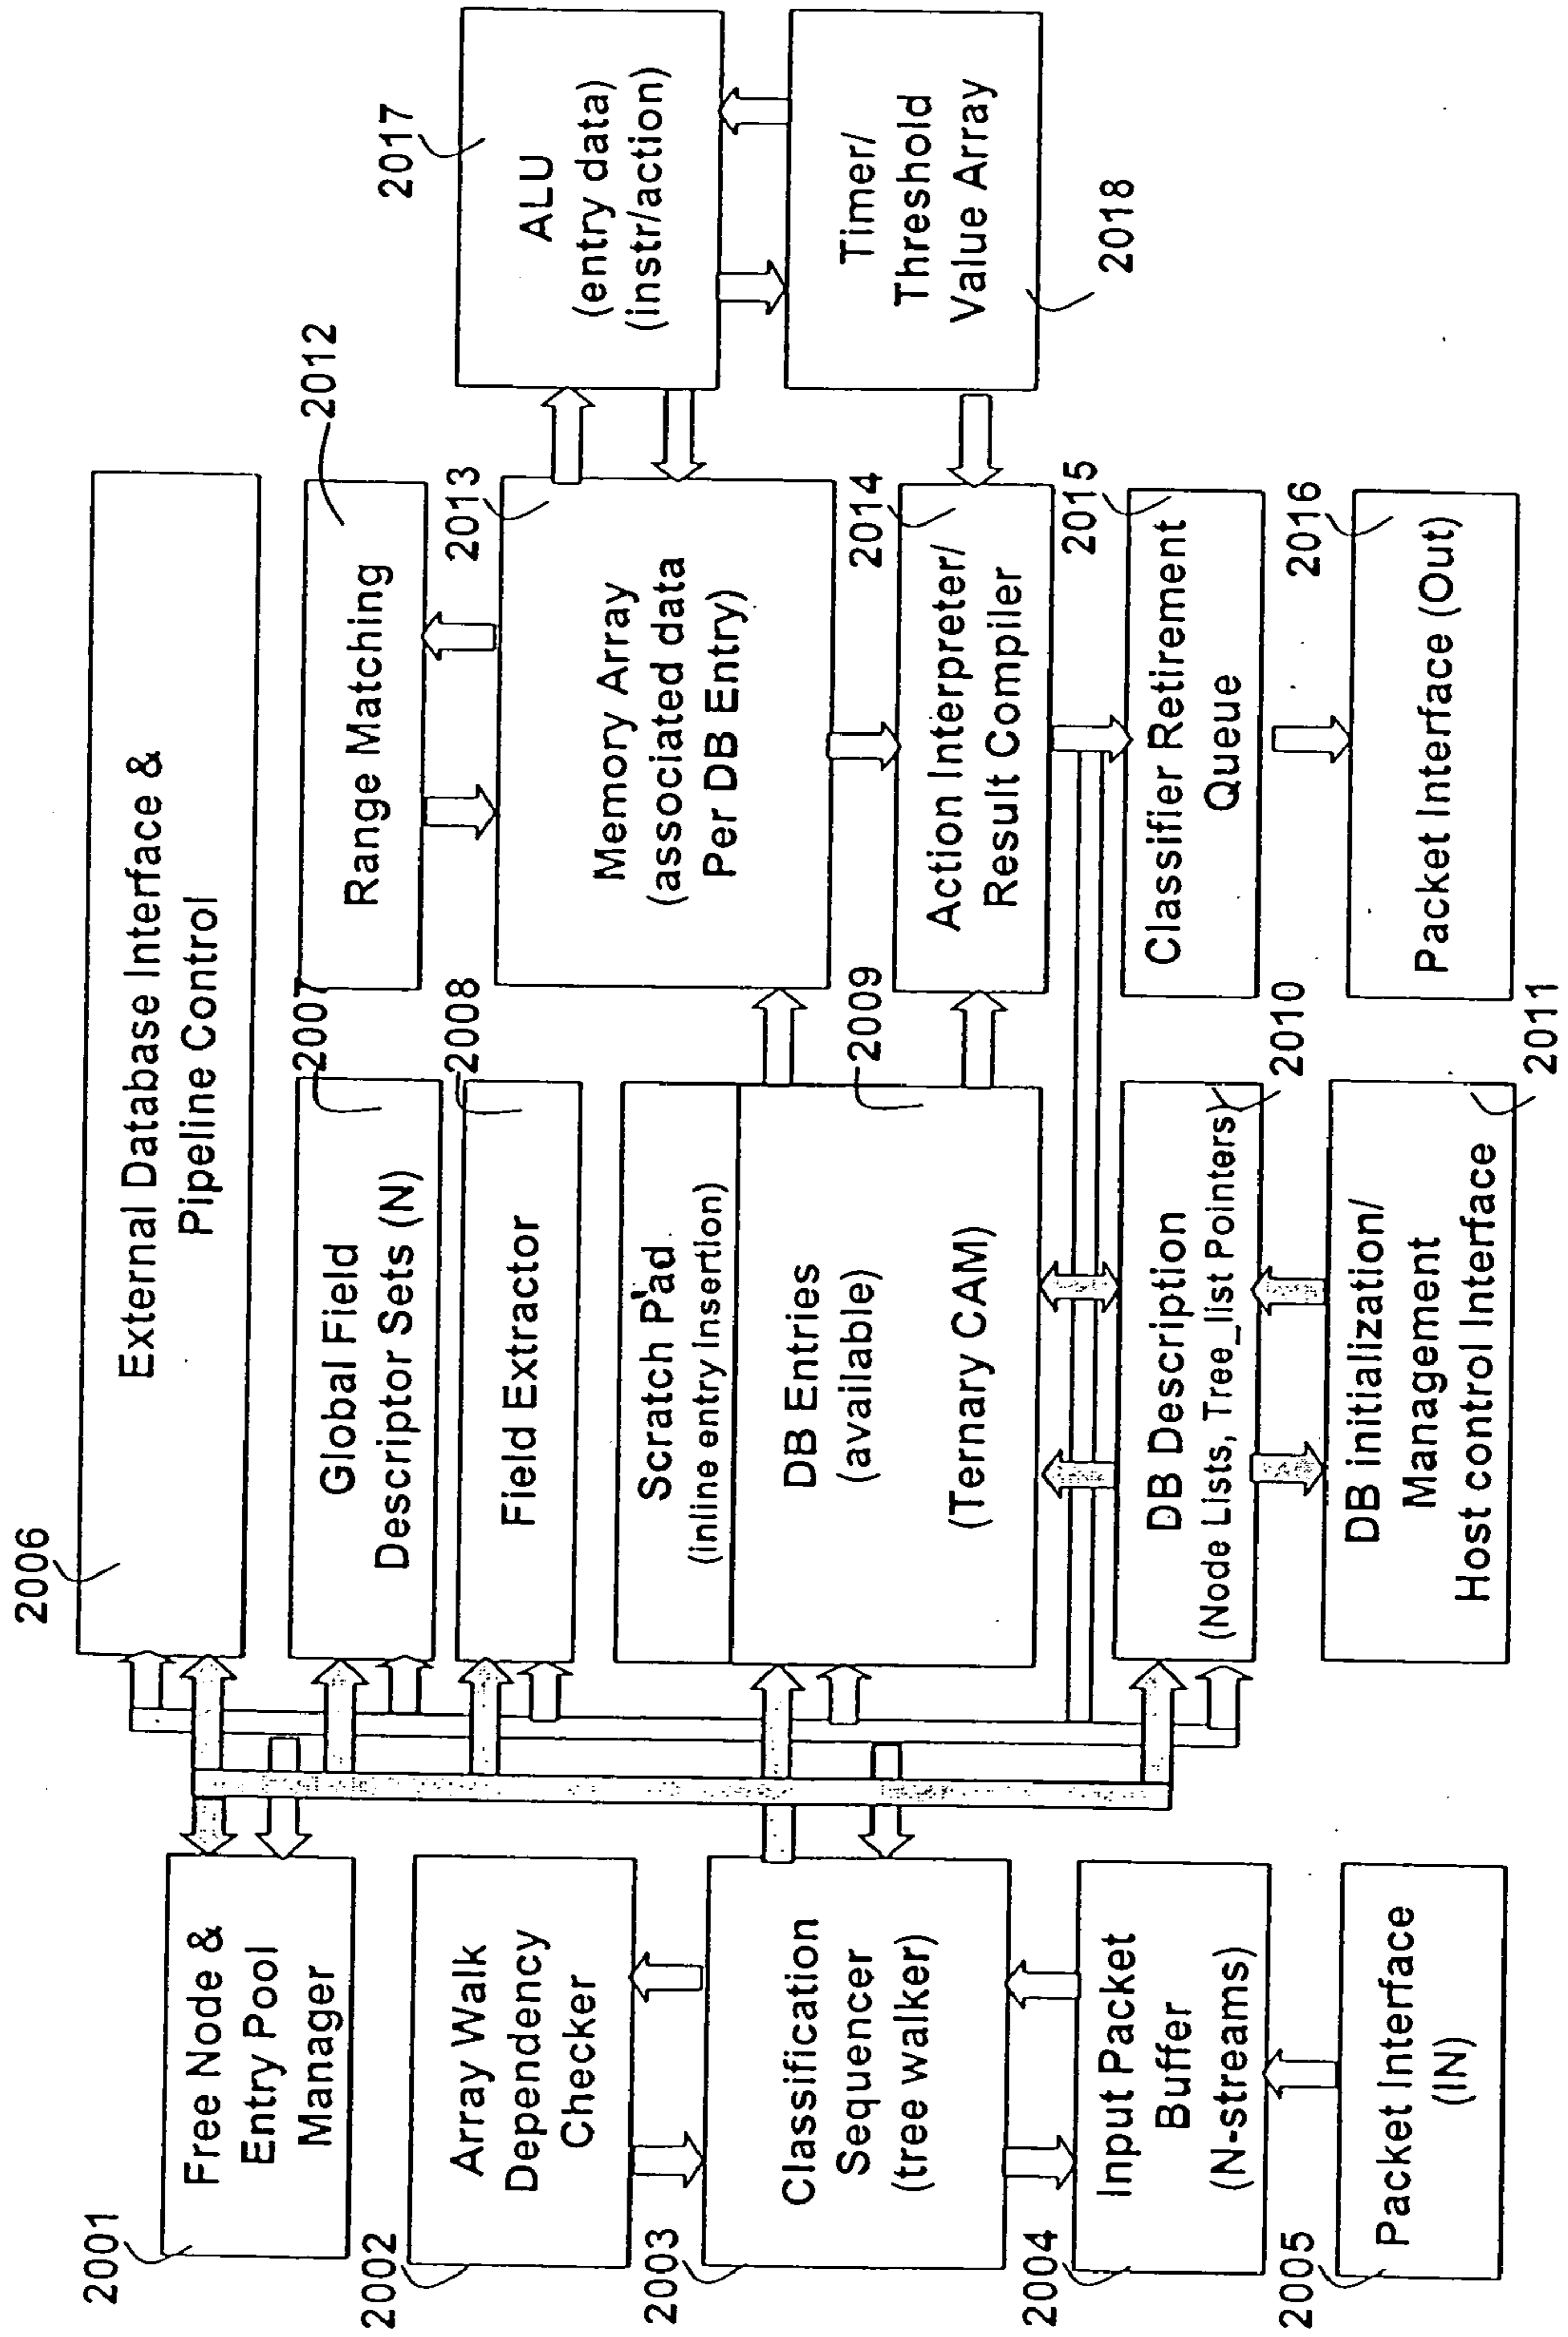 2006
External Database Interface &
Pipeline Control
2001
Free Node &
Entry Pool
Manager
2002
Array Walk
Dependency
Checker
2003
Classification
Sequencer
(tree walker)
2004
Input Packet
Buffer
(N-streams)
2005
Packet Interface
(IN)
2007
Global Field
Descriptor Sets (N)
2008
Field Extractor
Scratch Pad
(inline entry Insertion)
2009
DB Entries
(available)
(Ternary CAM)
2010
DB Description
(Node Lists, Tree_list Pointers)
2011
DB initialization/
Management
Host control Interface
2012
Range Matching
2013
Memory Array
(associated data
Per DB Entry)
2014
Action Interpreter/
Result Compiler
2015
Classifier Retirement
Queue
2016
Packet Interface (Out)
2017
ALU
(entry data)
(instr/action)
2018
Timer/
Threshold
Value Array